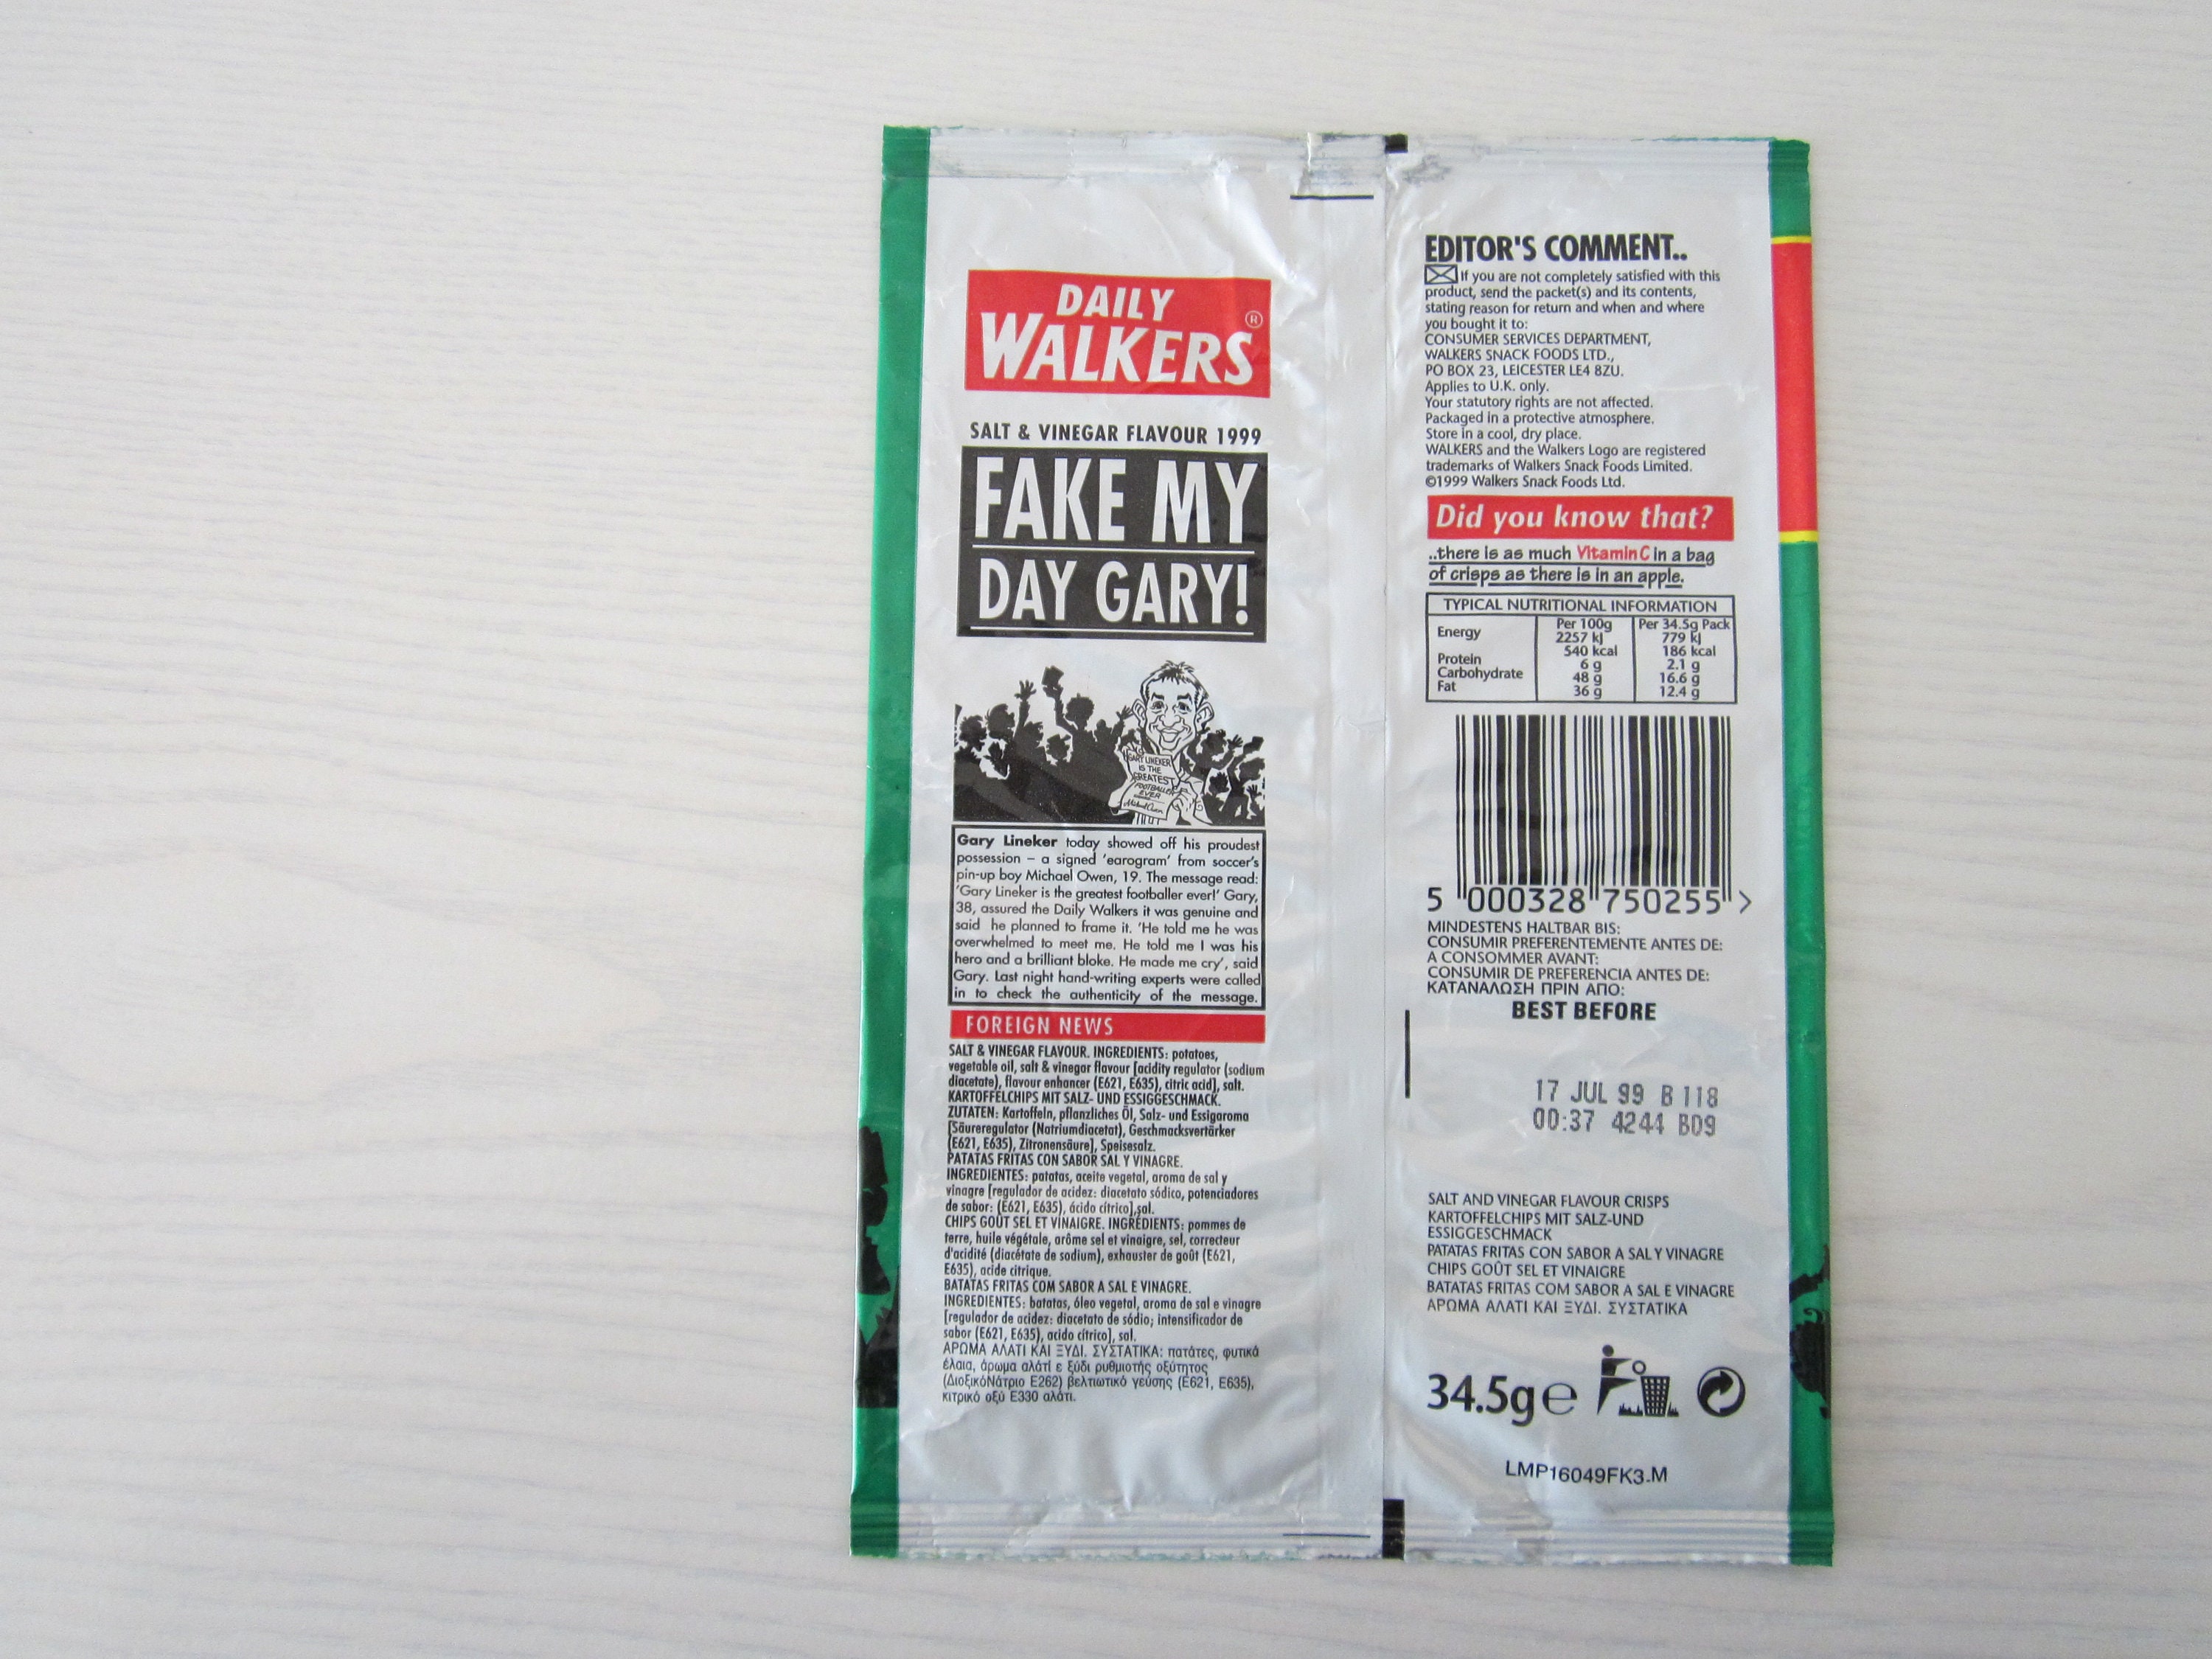 DAILY
WALKERS®
SALT & VINEGAR FLAVOUR 1999
FAKE MY
DAY GARY!
GARY LINEKER
IS THE
GREATEST
FOOTBALLER
EVER
Michael Owen
Gary Lineker today showed off his proudest
possession – a signed 'earogram' from soccer's
pin-up boy Michael Owen, 19. The message read:
'Gary Lineker is the greatest footballer ever!' Gary,
38, assured the Daily Walkers it was genuine and
said he planned to frame it. 'He told me he was
overwhelmed to meet me. He told me I was his
hero and a brilliant bloke. He made me cry', said
Gary. Last night hand-writing experts were called
in to check the authenticity of the message.
FOREIGN NEWS
SALT & VINEGAR FLAVOUR. INGREDIENTS: potatoes,
vegetable oil, salt & vinegar flavour [acidity regulator (sodium
diacetate), flavour enhancer (E621, E635), citric acid], salt.
KARTOFFELCHIPS MIT SALZ- UND ESSIGGESCHMACK.
ZUTATEN: Kartoffeln, pflanzliches Öl, Salz- und Essigaroma
[Säureregulator (Natriumdiacetat), Geschmacksvertärker
(E621, E635), Zitronensäure], Speisesalz.
PATATAS FRITAS CON SABOR SAL Y VINAGRE.
INGREDIENTES: patatas, aceite vegetal, aroma de sal y
vinagre [regulador de acidez: diacetato sódico, potenciadores
de sabor: (E621, E635), ácido cítrico],sal.
CHIPS GOÛT SEL ET VINAIGRE. INGRÉDIENTS: pommes de
terre, huile végétale, arôme sel et vinaigre, sel, correcteur
d'acidité (diacétate de sodium), exhauster de goût (E621,
E635), acide citrique.
BATATAS FRITAS COM SABOR A SAL E VINAGRE.
INGREDIENTES: batatas, óleo vegetal, aroma de sal e vinagre
[regulador de acidez: diacetato de sódio; intensificador de
sabor (E621, E635), acido cítrico], sal.
ΑΡΩΜΑ ΑΛΑΤΙ ΚΑΙ ΞΥΔΙ. ΣΥΣΤΑΤΙΚΑ: πατάτες, φυτικά
έλαια, άρωμα αλάτί ε ξύδι ρυθμιοτής οξύτητος
(ΔιοξικόΝάτριο Ε262) βελτιωτικό γεύσης (Ε621, Ε635),
κιτρικό οξύ Ε330 αλάτι.
EDITOR'S COMMENT..
If you are not completely satisfied with this
product, send the packet(s) and its contents,
stating reason for return and when and where
you bought it to:
CONSUMER SERVICES DEPARTMENT,
WALKERS SNACK FOODS LTD.,
PO BOX 23, LEICESTER LE4 8ZU.
Applies to U.K. only.
Your statutory rights are not affected.
Packaged in a protective atmosphere.
Store in a cool, dry place.
WALKERS and the Walkers Logo are registered
trademarks of Walkers Snack Foods Limited.
©1999 Walkers Snack Foods Ltd.
Did you know that?
..there is as much Vitamin C in a bag
of crisps as there is in an apple.
TYPICAL NUTRITIONAL INFORMATION
Per 100g Per 34.5g Pack
Energy 2257 kJ 779 kJ
540 kcal 186 kcal
Protein 6 g 2.1 g
Carbohydrate 48 g 16.6 g
Fat 36 g 12.4 g
5 000328 750255 >
MINDESTENS HALTBAR BIS:
CONSUMIR PREFERENTEMENTE ANTES DE:
A CONSOMMER AVANT:
CONSUMIR DE PREFERENCIA ANTES DE:
ΚΑΤΑΝΑΛΩΣΗ ΠΡΙΝ ΑΠΟ:
BEST BEFORE
17 JUL 99 B 118
00:37 4244 B09
SALT AND VINEGAR FLAVOUR CRISPS
KARTOFFELCHIPS MIT SALZ-UND
ESSIGGESCHMACK
PATATAS FRITAS CON SABOR A SAL Y VINAGRE
CHIPS GOÛT SEL ET VINAIGRE
BATATAS FRITAS COM SABOR A SAL E VINAGRE
ΑΡΩΜΑ ΑΛΑΤΙ ΚΑΙ ΞΥΔΙ. ΣΥΣΤΑΤΙΚΑ
34.5g℮
LMP16049FK3-M